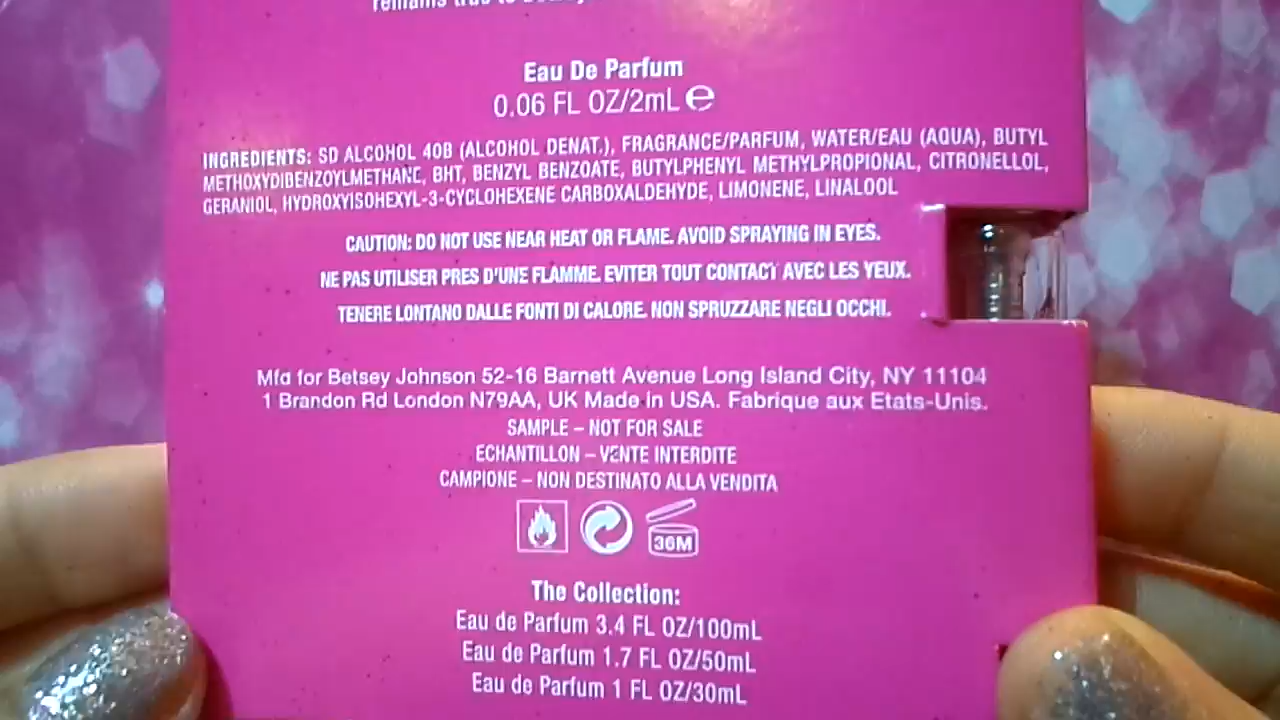 remains true to
Eau De Parfum
0.06 FL OZ/2mL ℮
INGREDIENTS: SD ALCOHOL 40B (ALCOHOL DENAT.), FRAGRANCE/PARFUM, WATER/EAU (AQUA), BUTYL
METHOXYDIBENZOYLMETHANE, BHT, BENZYL BENZOATE, BUTYLPHENYL METHYLPROPIONAL, CITRONELLOL,
GERANIOL, HYDROXYISOHEXYL-3-CYCLOHEXENE CARBOXALDEHYDE, LIMONENE, LINALOOL
CAUTION: DO NOT USE NEAR HEAT OR FLAME. AVOID SPRAYING IN EYES.
NE PAS UTILISER PRES D'UNE FLAMME. EVITER TOUT CONTACT AVEC LES YEUX.
TENERE LONTANO DALLE FONTI DI CALORE. NON SPRUZZARE NEGLI OCCHI.
Mfd for Betsey Johnson 52-16 Barnett Avenue Long Island City, NY 11104
1 Brandon Rd London N79AA, UK Made in USA. Fabrique aux Etats-Unis.
SAMPLE – NOT FOR SALE
ECHANTILLON – VENTE INTERDITE
CAMPIONE – NON DESTINATO ALLA VENDITA
36M
The Collection:
Eau de Parfum 3.4 FL OZ/100mL
Eau de Parfum 1.7 FL OZ/50mL
Eau de Parfum 1 FL OZ/30mL